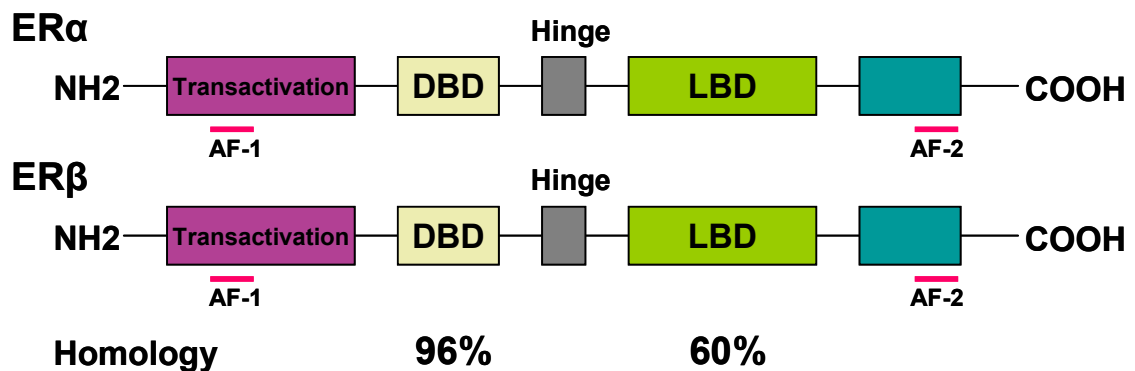 ERα
Hinge
NH2 Transactivation DBD LBD COOH
AF-1 AF-2
ERβ
Hinge
NH2 Transactivation DBD LBD COOH
AF-1 AF-2
Homology 96% 60%